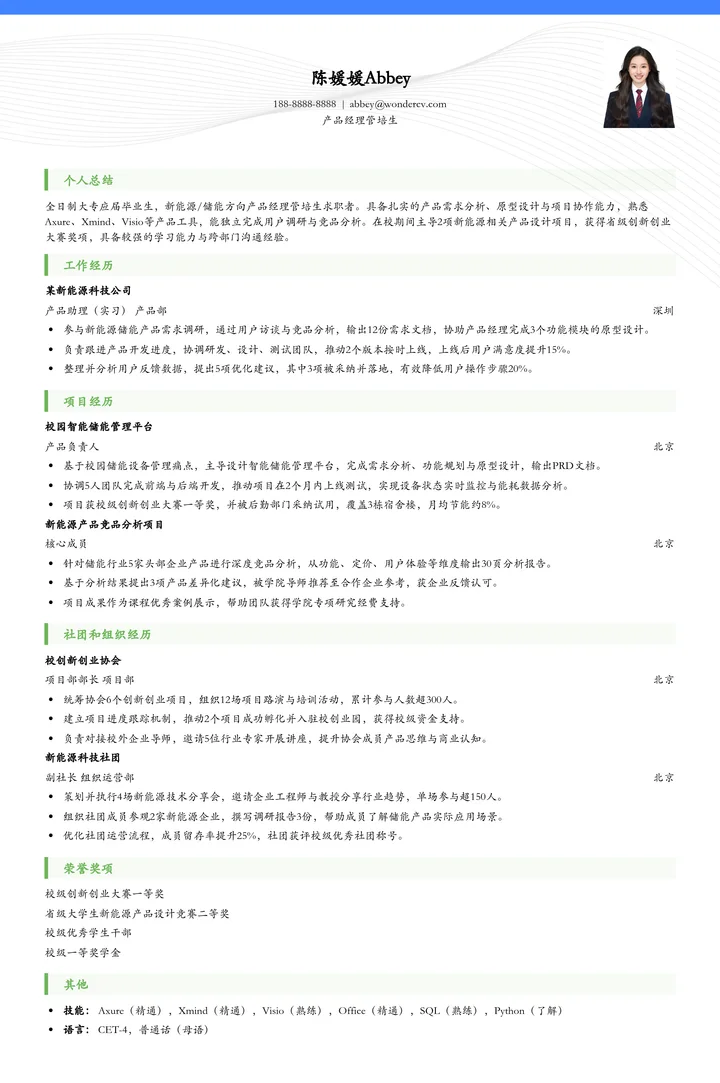 陈媛媛Abbey
188-8888-8888 | abbey@wondercv.com
产品经理管培生
个人总结
全日制大专应届毕业生，新能源/储能方向产品经理管培生求职者。具备扎实的产品需求分析、原型设计与项目协作能力，熟悉
Axure、Xmind、Visio等产品工具，能独立完成用户调研与竞品分析。在校期间主导2项新能源相关产品设计项目，获得省级创新创业
大赛奖项，具备较强的学习能力与跨部门沟通经验。
工作经历
某新能源科技公司
产品助理（实习） 产品部 深圳
• 参与新能源储能产品需求调研，通过用户访谈与竞品分析，输出12份需求文档，协助产品经理完成3个功能模块的原型设计。
• 负责跟进产品开发进度，协调研发、设计、测试团队，推动2个版本按时上线，上线后用户满意度提升15%。
• 整理并分析用户反馈数据，提出5项优化建议，其中3项被采纳并落地，有效降低用户操作步骤20%。
项目经历
校园智能储能管理平台
产品负责人 北京
• 基于校园储能设备管理痛点，主导设计智能储能管理平台，完成需求分析、功能规划与原型设计，输出PRD文档。
• 协调5人团队完成前端与后端开发，推动项目在2个月内上线测试，实现设备状态实时监控与能耗数据分析。
• 项目获校级创新创业大赛一等奖，并被后勤部门采纳试用，覆盖3栋宿舍楼，月均节能约8%。
新能源产品竞品分析项目
核心成员 北京
• 针对储能行业5家头部企业产品进行深度竞品分析，从功能、定价、用户体验等维度输出30页分析报告。
• 基于分析结果提出3项产品差异化建议，被学院导师推荐至合作企业参考，获企业反馈认可。
• 项目成果作为课程优秀案例展示，帮助团队获得学院专项研究经费支持。
社团和组织经历
校创新创业协会
项目部部长 项目部 北京
• 统筹协会6个创新创业项目，组织12场项目路演与培训活动，累计参与人数超300人。
• 建立项目进度跟踪机制，推动2个项目成功孵化并入驻校创业园，获得校级资金支持。
• 负责对接校外企业导师，邀请5位行业专家开展讲座，提升协会成员产品思维与商业认知。
新能源科技社团
副社长 组织运营部 北京
• 策划并执行4场新能源技术分享会，邀请企业工程师与教授分享行业趋势，单场参与超150人。
• 组织社团成员参观2家新能源企业，撰写调研报告3份，帮助成员了解储能产品实际应用场景。
• 优化社团运营流程，成员留存率提升25%，社团获评校级优秀社团称号。
荣誉奖项
校级创新创业大赛一等奖
省级大学生新能源产品设计竞赛二等奖
校级优秀学生干部
校级一等奖学金
其他
• 技能： Axure（精通）, Xmind（精通）, Visio（熟练）, Office（精通）, SQL（熟练）, Python（了解）
• 语言： CET-4，普通话（母语）